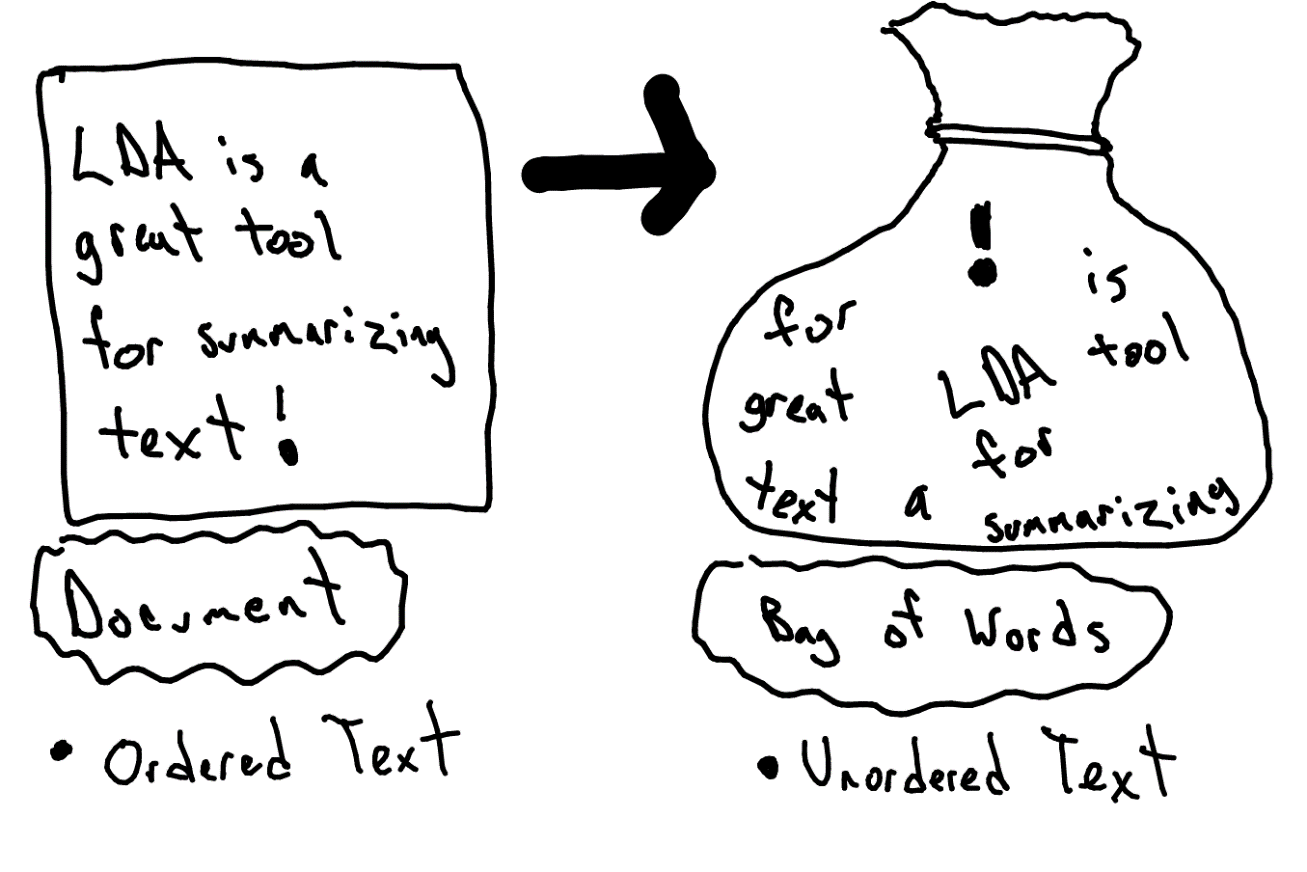 LDA is a
great tool
for summarizing
text!
Document
• Ordered Text
!
is
for
tool
LDA
great
for
text a summarizing
Bag of Words
• Unordered Text